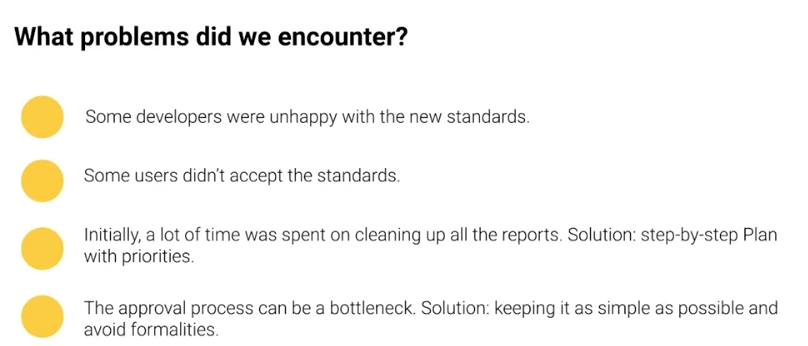 What problems did we encounter?
Some developers were unhappy with the new standards.
Some users didn't accept the standards.
Initially, a lot of time was spent on cleaning up all the reports. Solution: step-by-step Plan
with priorities.
The approval process can be a bottleneck. Solution: keeping it as simple as possible and
avoid formalities.